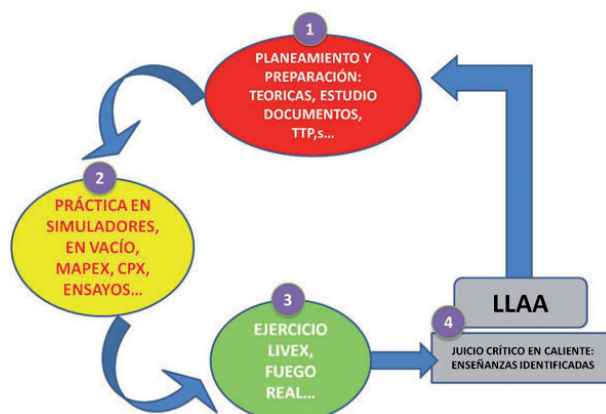 1
PLANEAMIENTO Y
PREPARACIÓN:
TEORICAS, ESTUDIO
DOCUMENTOS,
TTP,s...
2
PRÁCTICA EN
SIMULADORES,
EN VACÍO,
MAPEX, CPX,
ENSAYOS...
3
EJERCICIO
LIVEX,
FUEGO
REAL...
LLAA
4
JUICIO CRÍTICO EN CALIENTE:
ENSEÑANZAS IDENTIFICADAS